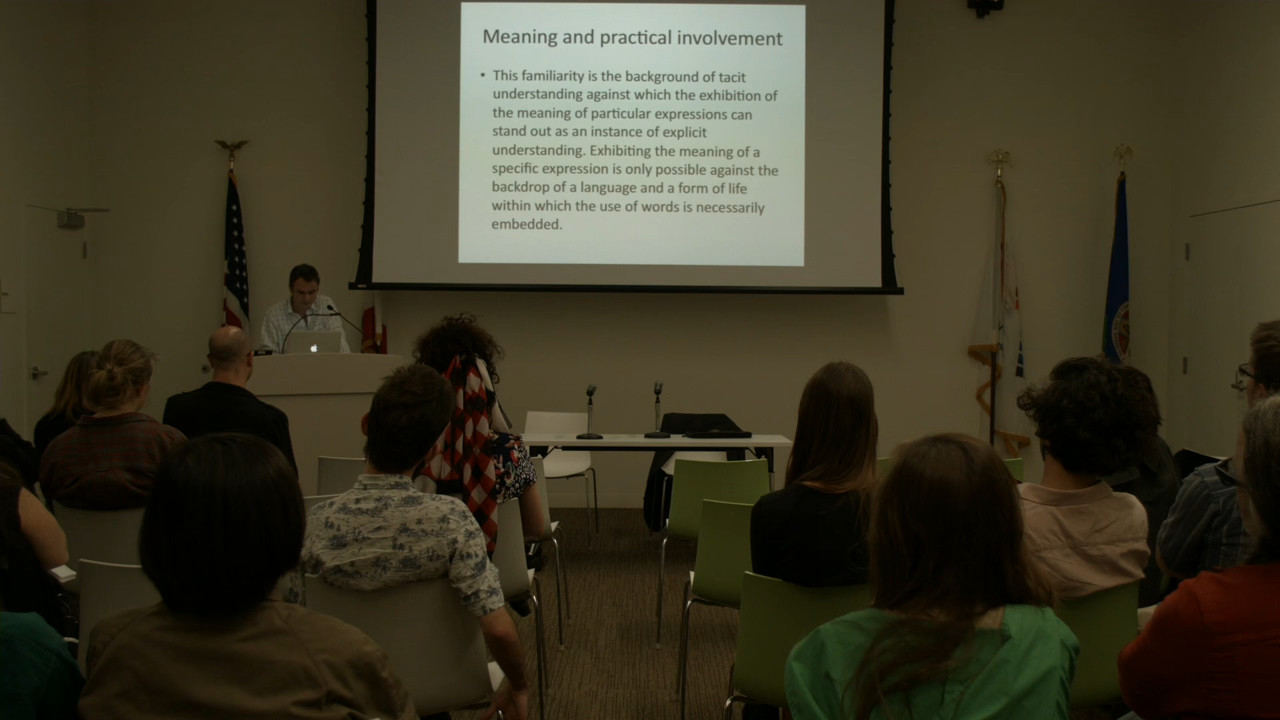 Meaning and practical involvement
• This familiarity is the background of tacit
understanding against which the exhibition of
the meaning of particular expressions can
stand out as an instance of explicit
understanding. Exhibiting the meaning of a
specific expression is only possible against the
backdrop of a language and a form of life
within which the use of words is necessarily
embedded.